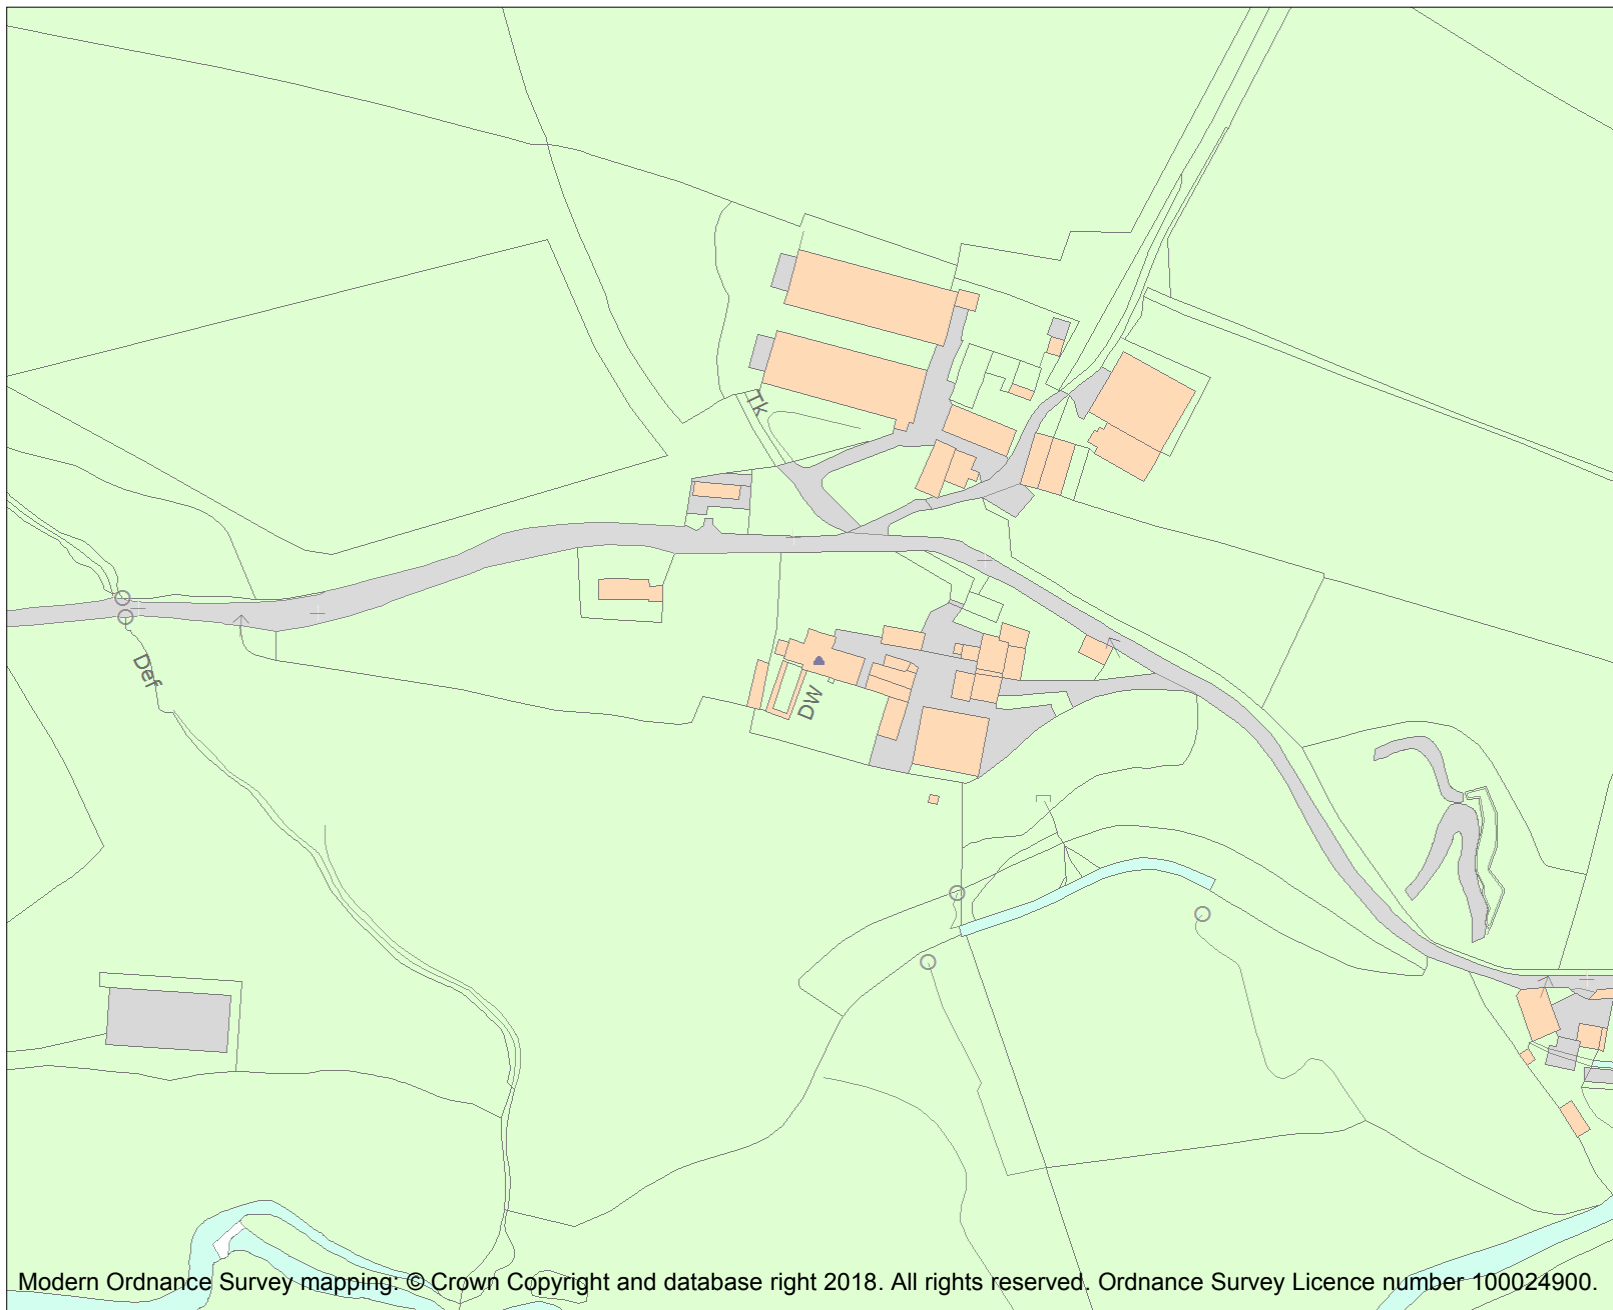 Tk
Def
DW
Modern Ordnance Survey mapping: © Crown Copyright and database right 2018. All rights reserved. Ordnance Survey Licence number 100024900.